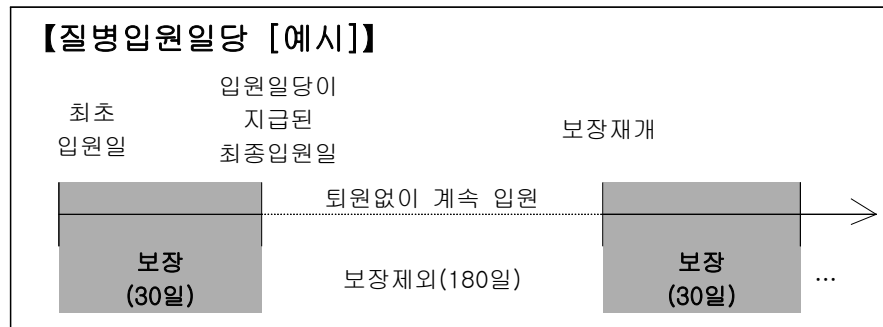 【질병입원일당 [예시]】
최초
입원일
입원일당이
지급된
최종입원일
보장재개
퇴원없이 계속 입원
보장
(30일)
보장제외(180일)
보장
(30일)
…